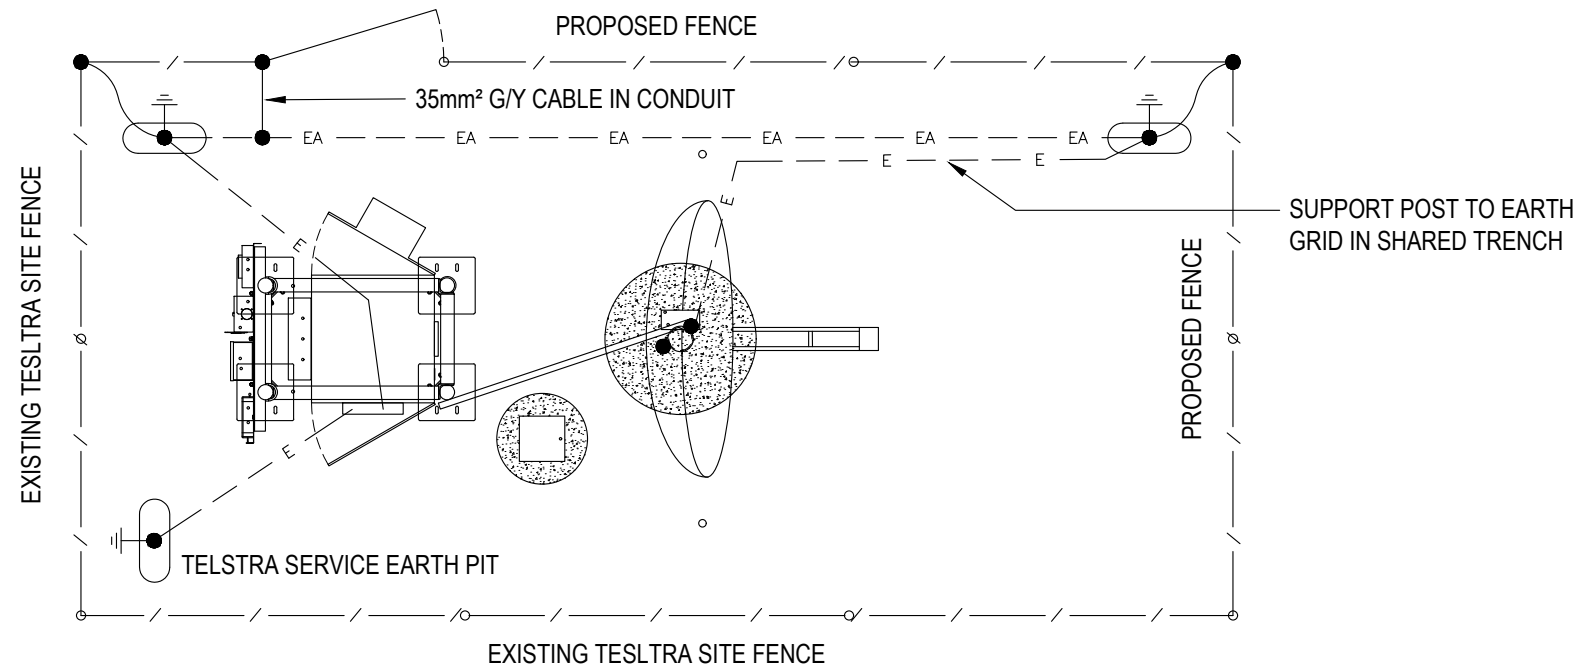 PROPOSED FENCE
35mm² G/Y CABLE IN CONDUIT
EA EA EA EA EA EA
E E
E
E
E
SUPPORT POST TO EARTH
GRID IN SHARED TRENCH
EXISTING TESLTRA SITE FENCE
PROPOSED FENCE
TELSTRA SERVICE EARTH PIT
EXISTING TESLTRA SITE FENCE